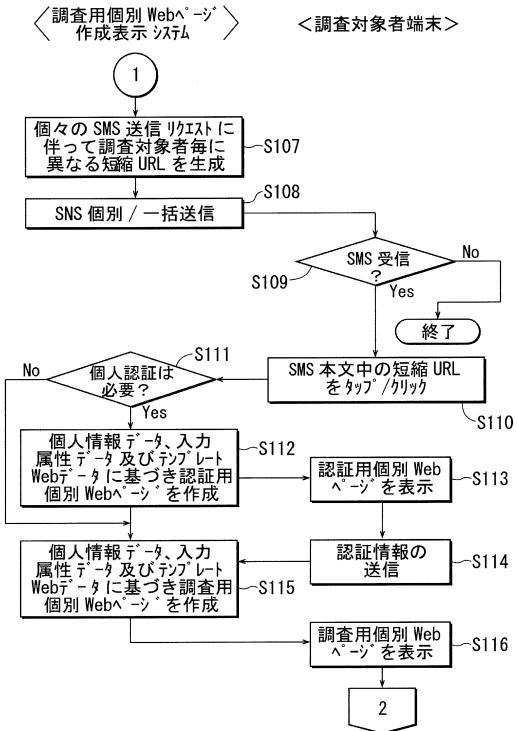 〈調査用個別Webページ
作成表示システム〉
<調査対象者端末>
1
個々のSMS送信リクエストに
伴って調査対象者毎に
異なる短縮URLを生成
S107
S108
SNS個別/一括送信
SMS受信
?
No
S109
Yes
終了
S111
No
個人認証は
必要?
SMS本文中の短縮URL
をタップ/クリック
S110
Yes
個人情報データ、入力
属性データ及びテンプレート
Webデータに基づき認証用
個別Webページを作成
S112
認証用個別Web
ページを表示
S113
個人情報データ、入力
属性データ及びテンプレート
Webデータに基づき調査用
個別Webページを作成
S115
認証情報の
送信
S114
調査用個別Web
ページを表示
S116
2